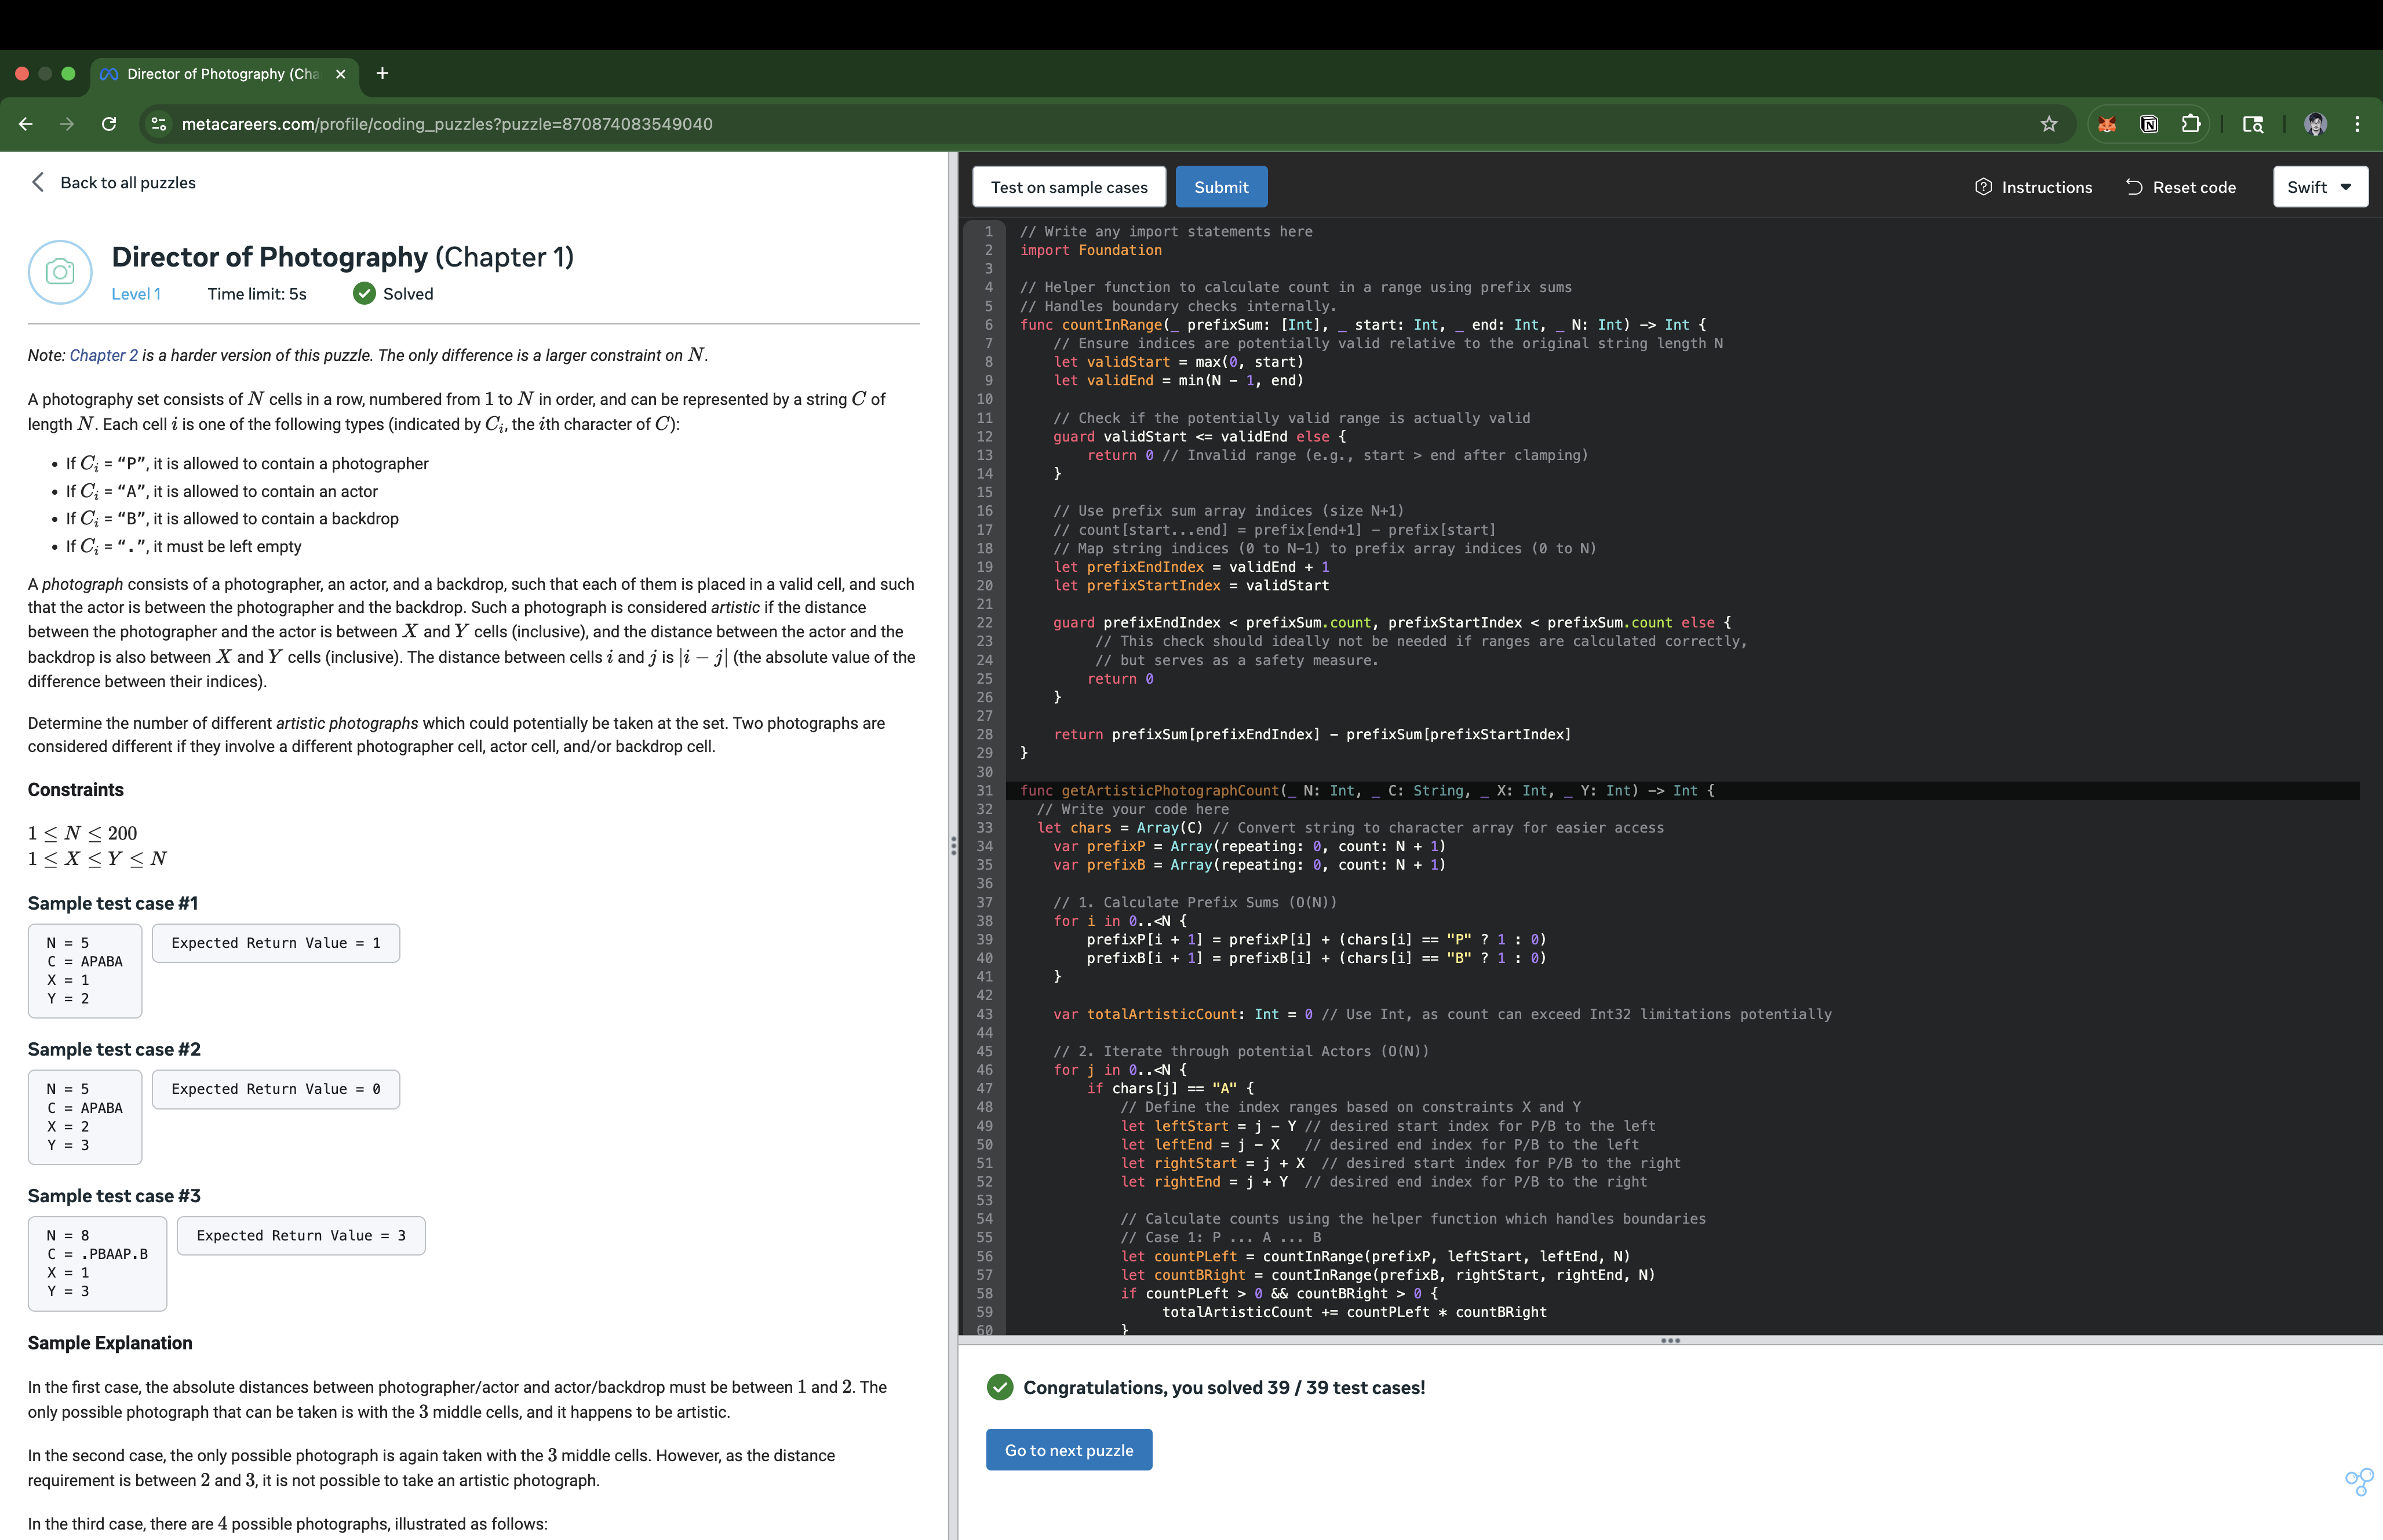 Director of Photography (Cha
metacareers.com/profile/coding_puzzles?puzzle=870874083549040
Back to all puzzles
Director of Photography (Chapter 1)
Level 1 Time limit: 5s Solved
Note: Chapter 2 is a harder version of this puzzle. The only difference is a larger constraint on N.
A photography set consists of N cells in a row, numbered from 1 to N in order, and can be represented by a string C of
length N. Each cell i is one of the following types (indicated by Cᵢ, the ith character of C):
• If Cᵢ = “P”, it is allowed to contain a photographer
• If Cᵢ = “A”, it is allowed to contain an actor
• If Cᵢ = “B”, it is allowed to contain a backdrop
• If Cᵢ = “.”, it must be left empty
A photograph consists of a photographer, an actor, and a backdrop, such that each of them is placed in a valid cell, and such
that the actor is between the photographer and the backdrop. Such a photograph is considered artistic if the distance
between the photographer and the actor is between X and Y cells (inclusive), and the distance between the actor and the
backdrop is also between X and Y cells (inclusive). The distance between cells i and j is |i − j| (the absolute value of the
difference between their indices).
Determine the number of different artistic photographs which could potentially be taken at the set. Two photographs are
considered different if they involve a different photographer cell, actor cell, and/or backdrop cell.
Constraints
1 ≤ N ≤ 200
1 ≤ X ≤ Y ≤ N
Sample test case #1
N = 5
C = APABA
X = 1
Y = 2
Expected Return Value = 1
Sample test case #2
N = 5
C = APABA
X = 2
Y = 3
Expected Return Value = 0
Sample test case #3
N = 8
C = .PBAAP.B
X = 1
Y = 3
Expected Return Value = 3
Sample Explanation
In the first case, the absolute distances between photographer/actor and actor/backdrop must be between 1 and 2. The
only possible photograph that can be taken is with the 3 middle cells, and it happens to be artistic.
In the second case, the only possible photograph is again taken with the 3 middle cells. However, as the distance
requirement is between 2 and 3, it is not possible to take an artistic photograph.
In the third case, there are 4 possible photographs, illustrated as follows:
Test on sample cases Submit Instructions Reset code Swift
1 // Write any import statements here
2 import Foundation
3
4 // Helper function to calculate count in a range using prefix sums
5 // Handles boundary checks internally.
6 func countInRange(_ prefixSum: [Int], _ start: Int, _ end: Int, _ N: Int) -> Int {
7 // Ensure indices are potentially valid relative to the original string length N
8 let validStart = max(0, start)
9 let validEnd = min(N - 1, end)
10
11 // Check if the potentially valid range is actually valid
12 guard validStart <= validEnd else {
13 return 0 // Invalid range (e.g., start > end after clamping)
14 }
15
16 // Use prefix sum array indices (size N+1)
17 // count[start...end] = prefix[end+1] - prefix[start]
18 // Map string indices (0 to N-1) to prefix array indices (0 to N)
19 let prefixEndIndex = validEnd + 1
20 let prefixStartIndex = validStart
21
22 guard prefixEndIndex < prefixSum.count, prefixStartIndex < prefixSum.count else {
23 // This check should ideally not be needed if ranges are calculated correctly,
24 // but serves as a safety measure.
25 return 0
26 }
27
28 return prefixSum[prefixEndIndex] - prefixSum[prefixStartIndex]
29 }
30
31 func getArtisticPhotographCount(_ N: Int, _ C: String, _ X: Int, _ Y: Int) -> Int {
32 // Write your code here
33 let chars = Array(C) // Convert string to character array for easier access
34 var prefixP = Array(repeating: 0, count: N + 1)
35 var prefixB = Array(repeating: 0, count: N + 1)
36
37 // 1. Calculate Prefix Sums (O(N))
38 for i in 0..<N {
39 prefixP[i + 1] = prefixP[i] + (chars[i] == "P" ? 1 : 0)
40 prefixB[i + 1] = prefixB[i] + (chars[i] == "B" ? 1 : 0)
41 }
42
43 var totalArtisticCount: Int = 0 // Use Int, as count can exceed Int32 limitations potentially
44
45 // 2. Iterate through potential Actors (O(N))
46 for j in 0..<N {
47 if chars[j] == "A" {
48 // Define the index ranges based on constraints X and Y
49 let leftStart = j - Y // desired start index for P/B to the left
50 let leftEnd = j - X // desired end index for P/B to the left
51 let rightStart = j + X // desired start index for P/B to the right
52 let rightEnd = j + Y // desired end index for P/B to the right
53
54 // Calculate counts using the helper function which handles boundaries
55 // Case 1: P ... A ... B
56 let countPLeft = countInRange(prefixP, leftStart, leftEnd, N)
57 let countBRight = countInRange(prefixB, rightStart, rightEnd, N)
58 if countPLeft > 0 && countBRight > 0 {
59 totalArtisticCount += countPLeft * countBRight
60 }
Congratulations, you solved 39 / 39 test cases!
Go to next puzzle